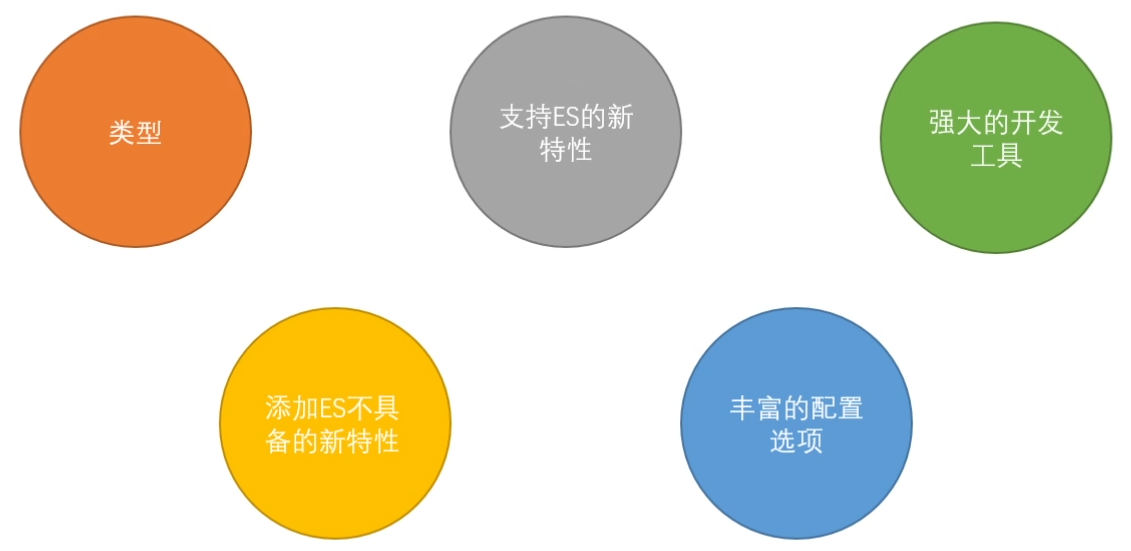 类型
支持ES的新
特性
强大的开发
工具
添加ES不具
备的新特性
丰富的配置
选项